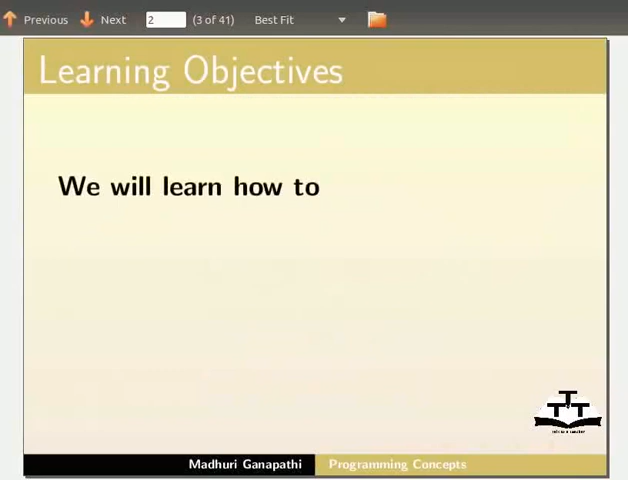 Previous Next 2 (3 of 41) Best Fit
Learning Objectives
We will learn how to
TTT
Madhuri Ganapathi Programming Concepts